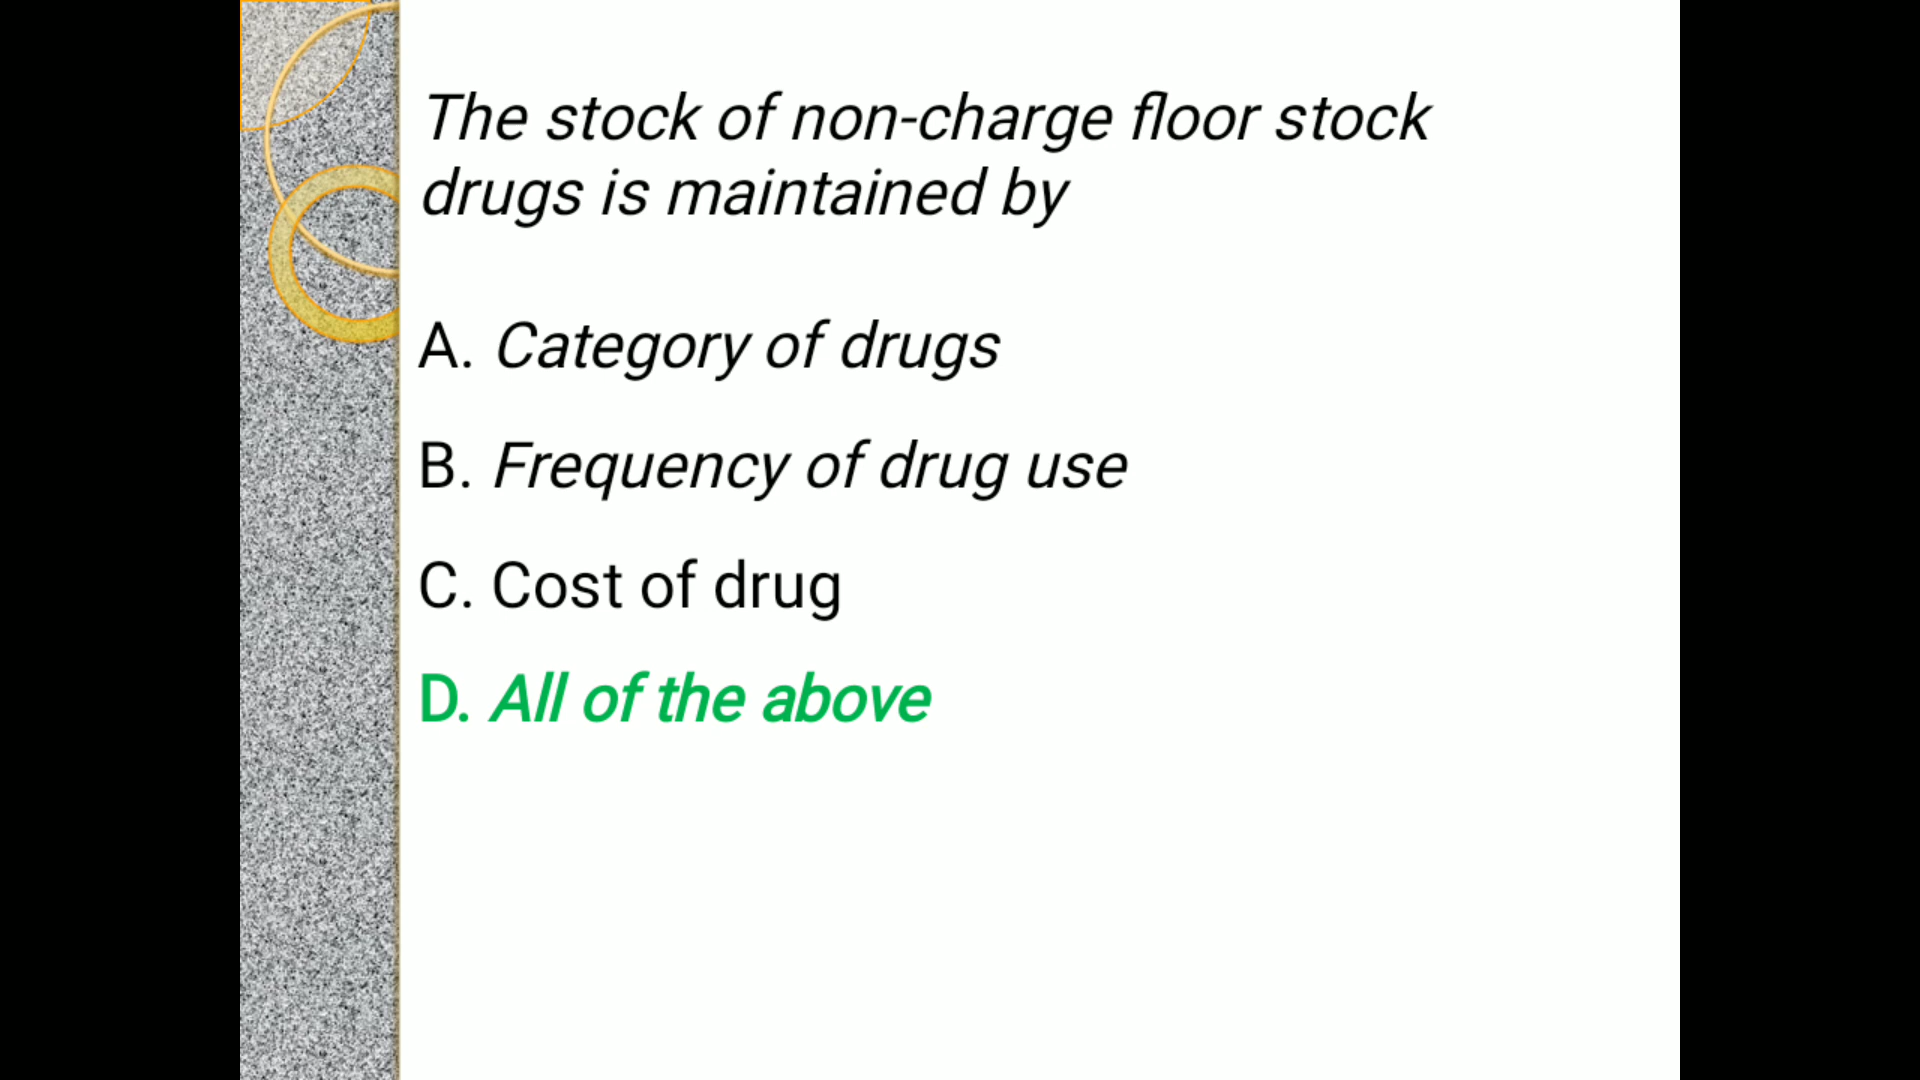 The stock of non-charge floor stock
drugs is maintained by
A. Category of drugs
B. Frequency of drug use
C. Cost of drug
D. All of the above